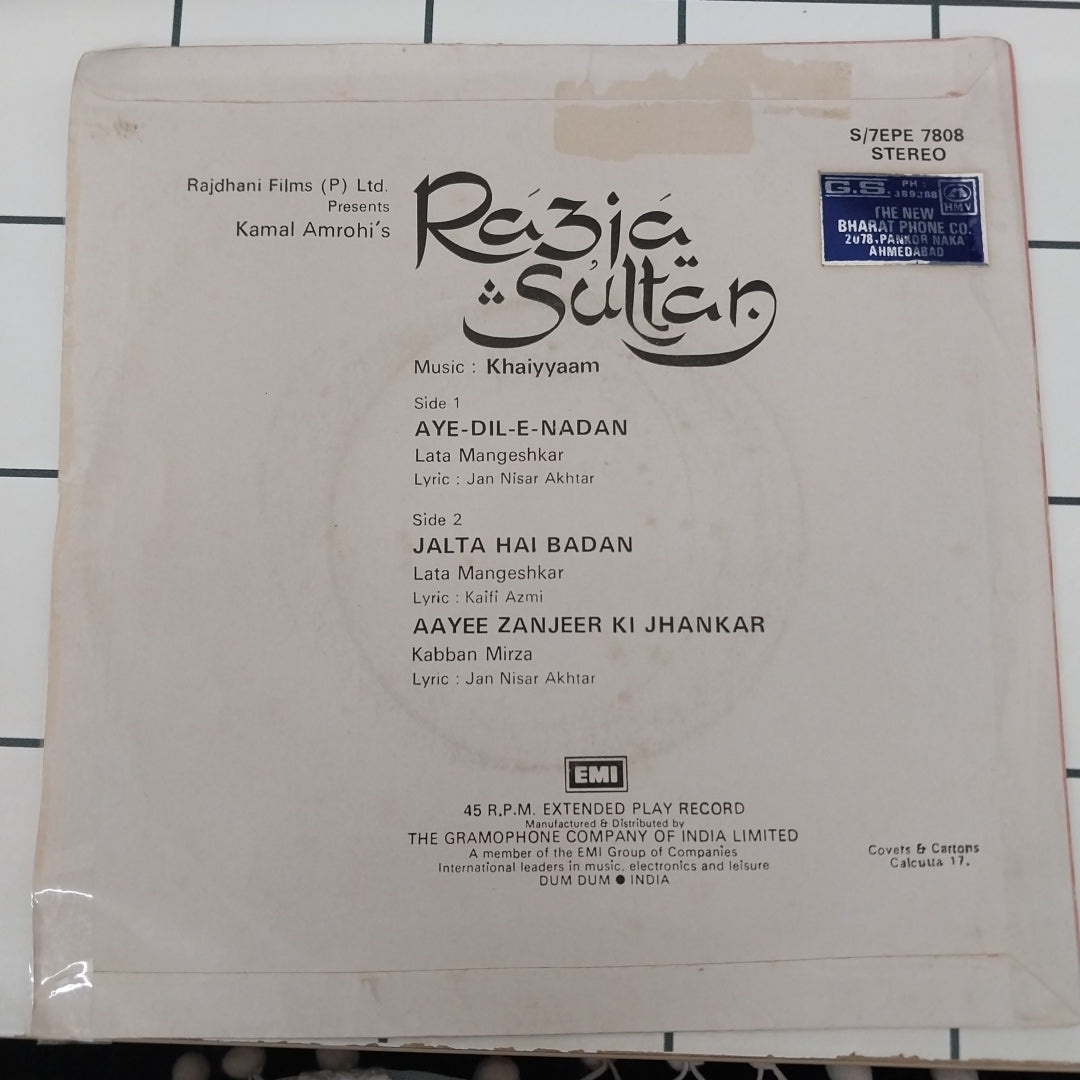 S/7EPE 7808
STEREO
G.S. PH :
HMV
THE NEW
BHARAT PHONE CO.
2078, PANKOR NAKA
AHMEDABAD
Rajdhani Films (P) Ltd.
Presents
Kamal Amrohi's
Razia
Sultan
Music : Khaiyyaam
Side 1
AYE-DIL-E-NADAN
Lata Mangeshkar
Lyric : Jan Nisar Akhtar
Side 2
JALTA HAI BADAN
Lata Mangeshkar
Lyric : Kaifi Azmi
AAYEE ZANJEER KI JHANKAR
Kabban Mirza
Lyric : Jan Nisar Akhtar
EMI
45 R.P.M. EXTENDED PLAY RECORD
Manufactured & Distributed by
THE GRAMOPHONE COMPANY OF INDIA LIMITED
A member of the EMI Group of Companies
International leaders in music, electronics and leisure
DUM DUM ● INDIA
Covers & Cartons
Calcutta 17.